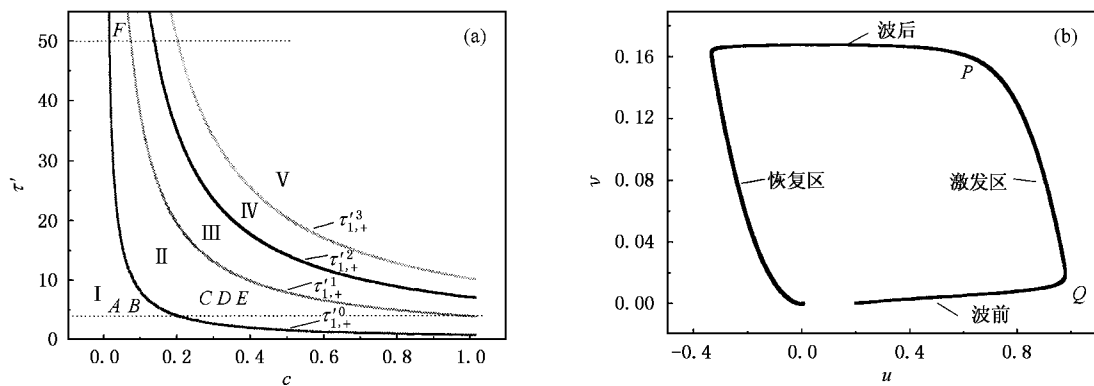 (a)
F
50
40
30
20
10
0
τ'
Ⅰ
Ⅱ
Ⅲ
Ⅳ
Ⅴ
A B
C D E
τ'³₁,₊
τ'²₁,₊
τ'¹₁,₊
τ'⁰₁,₊
0.0 0.2 0.4 0.6 0.8 1.0
c
(b)
波后
P
0.16
0.12
0.08
0.04
0.00
v
恢复区
激发区
Q
波前
-0.4 0.0 0.4 0.8
u